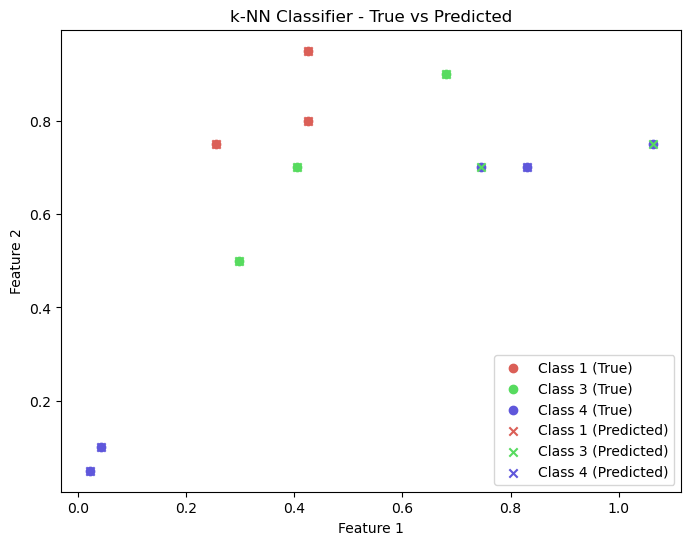 k-NN Classifier - True vs Predicted
Feature 2
0.8
0.6
0.4
0.2
0.0
0.2
0.4
0.6
0.8
1.0
Feature 1
Class 1 (True)
Class 3 (True)
Class 4 (True)
Class 1 (Predicted)
Class 3 (Predicted)
Class 4 (Predicted)